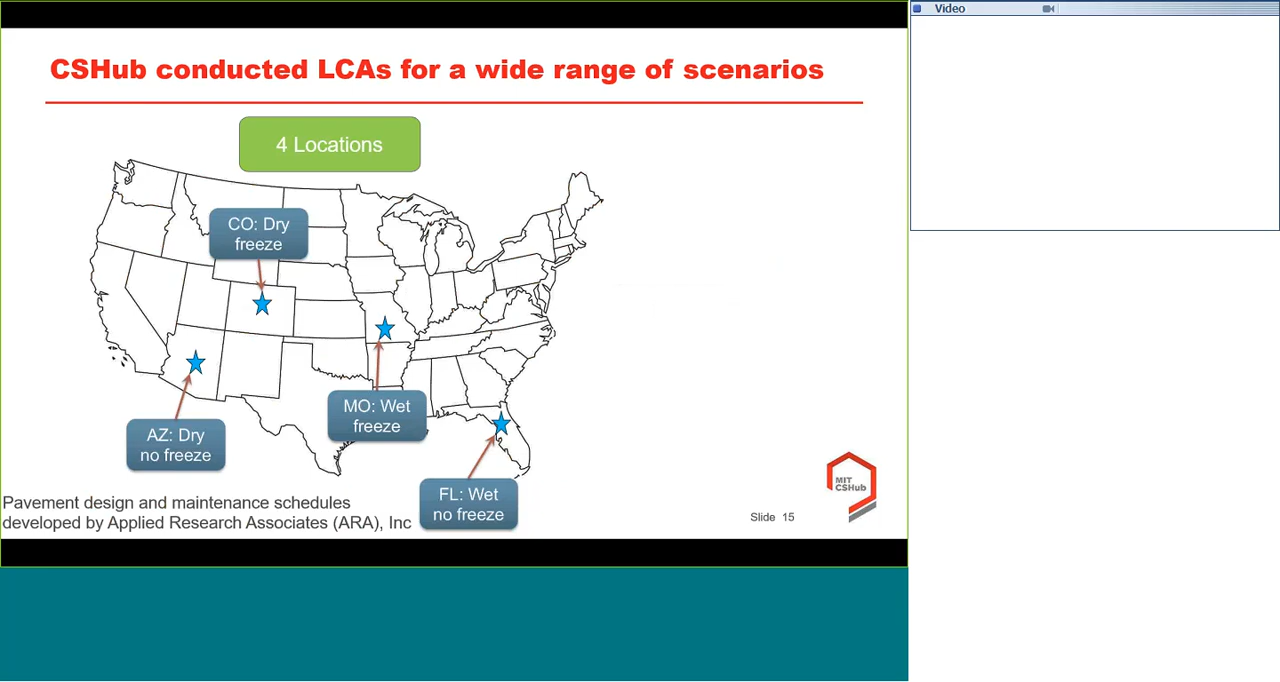 Video
CSHub conducted LCAs for a wide range of scenarios
4 Locations
CO: Dry
freeze
MO: Wet
freeze
AZ: Dry
no freeze
FL: Wet
no freeze
Pavement design and maintenance schedules
developed by Applied Research Associates (ARA), Inc
MIT
CSHub
Slide 15